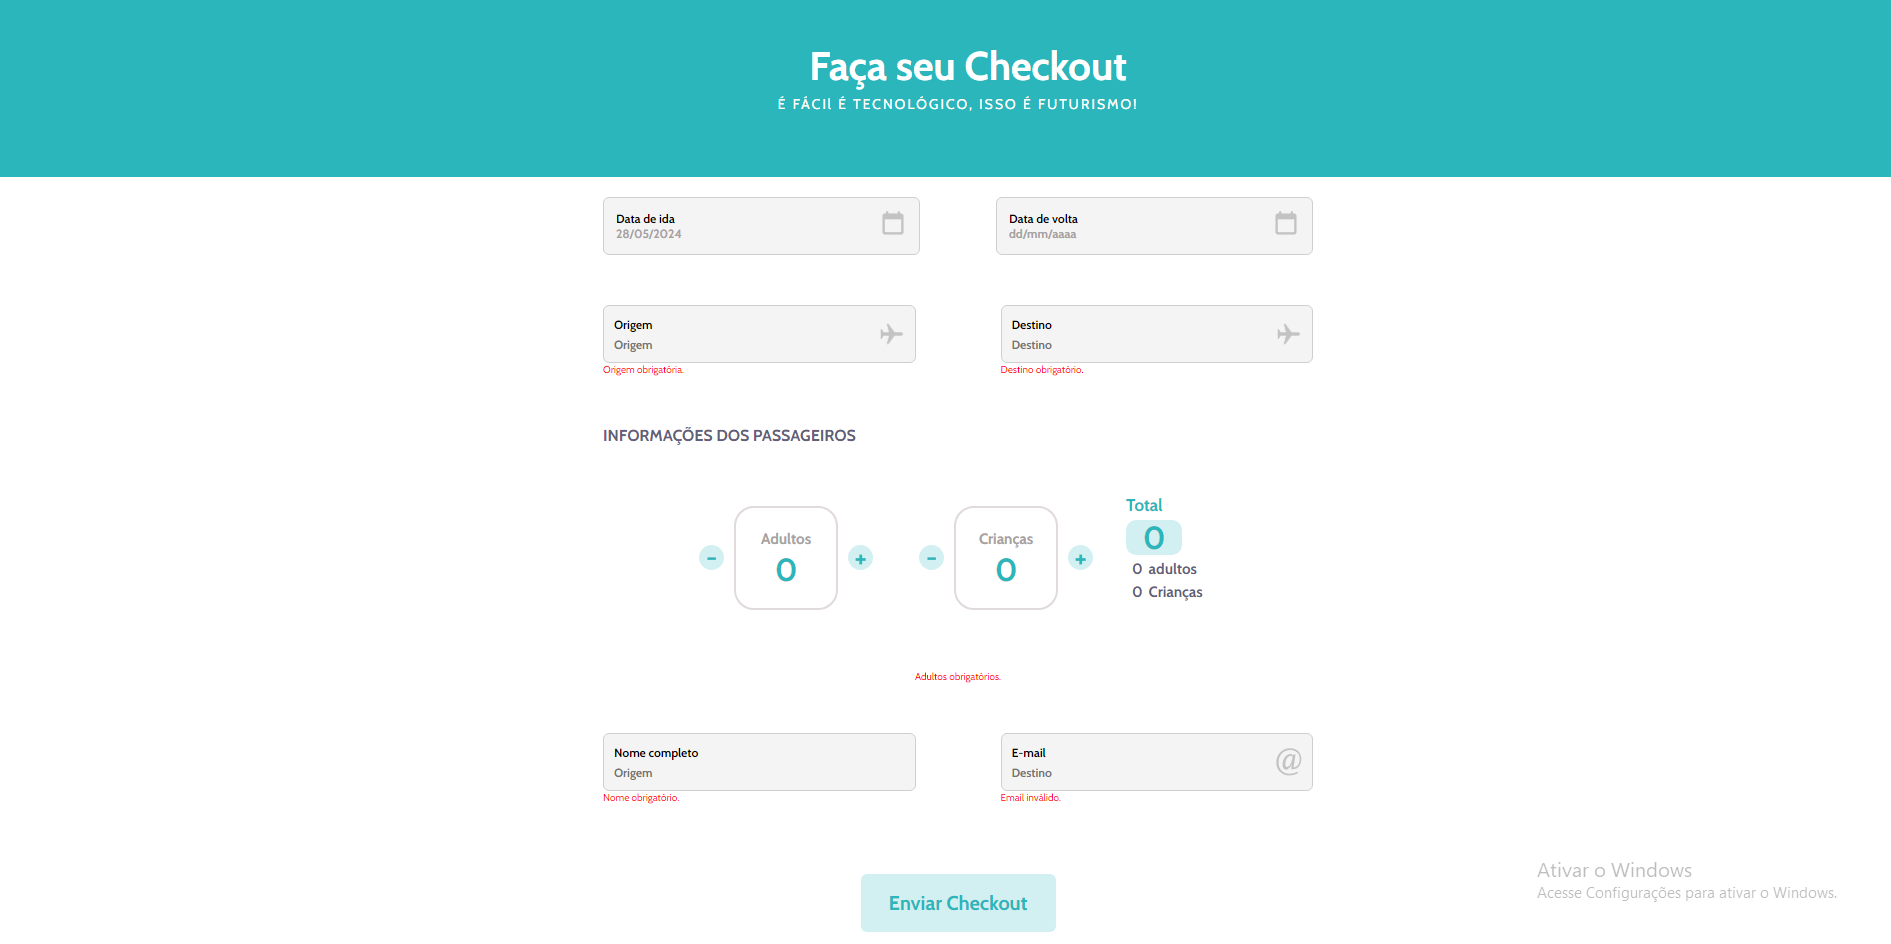 Faça seu Checkout
É FÁCIl É TECNOLÓGICO, ISSO É FUTURISMO!
Data de ida
28/05/2024
Data de volta
dd/mm/aaaa
Origem
Origem
Origem obrigatória.
Destino
Destino
Destino obrigatório.
INFORMAÇÕES DOS PASSAGEIROS
-
Adultos
0
+
-
Crianças
0
+
Total
0
0 adultos
0 Crianças
Adultos obrigatórios.
Nome completo
Origem
Nome obrigatório.
E-mail
Destino
@
Email inválido.
Enviar Checkout
Ativar o Windows
Acesse Configurações para ativar o Windows.